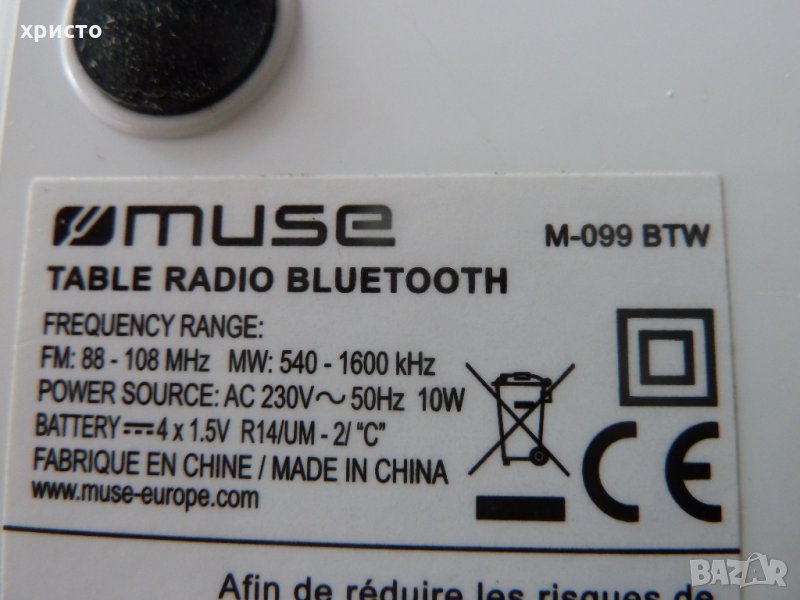 христо
muse
M-099 BTW
TABLE RADIO BLUETOOTH
FREQUENCY RANGE:
FM: 88 - 108 MHz MW: 540 - 1600 kHz
POWER SOURCE: AC 230V～50Hz 10W
BATTERY ⎓ 4 x 1.5V R14/UM - 2/ “C”
FABRIQUE EN CHINE / MADE IN CHINA
www.muse-europe.com
CE
Afin de réduire les risques de
BAZAR